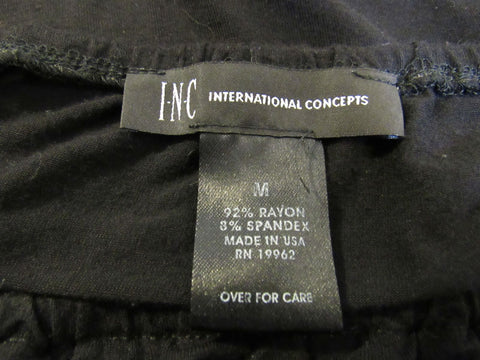 I·N·C INTERNATIONAL CONCEPTS
M
92% RAYON
8% SPANDEX
MADE IN USA
RN 19962
OVER FOR CARE